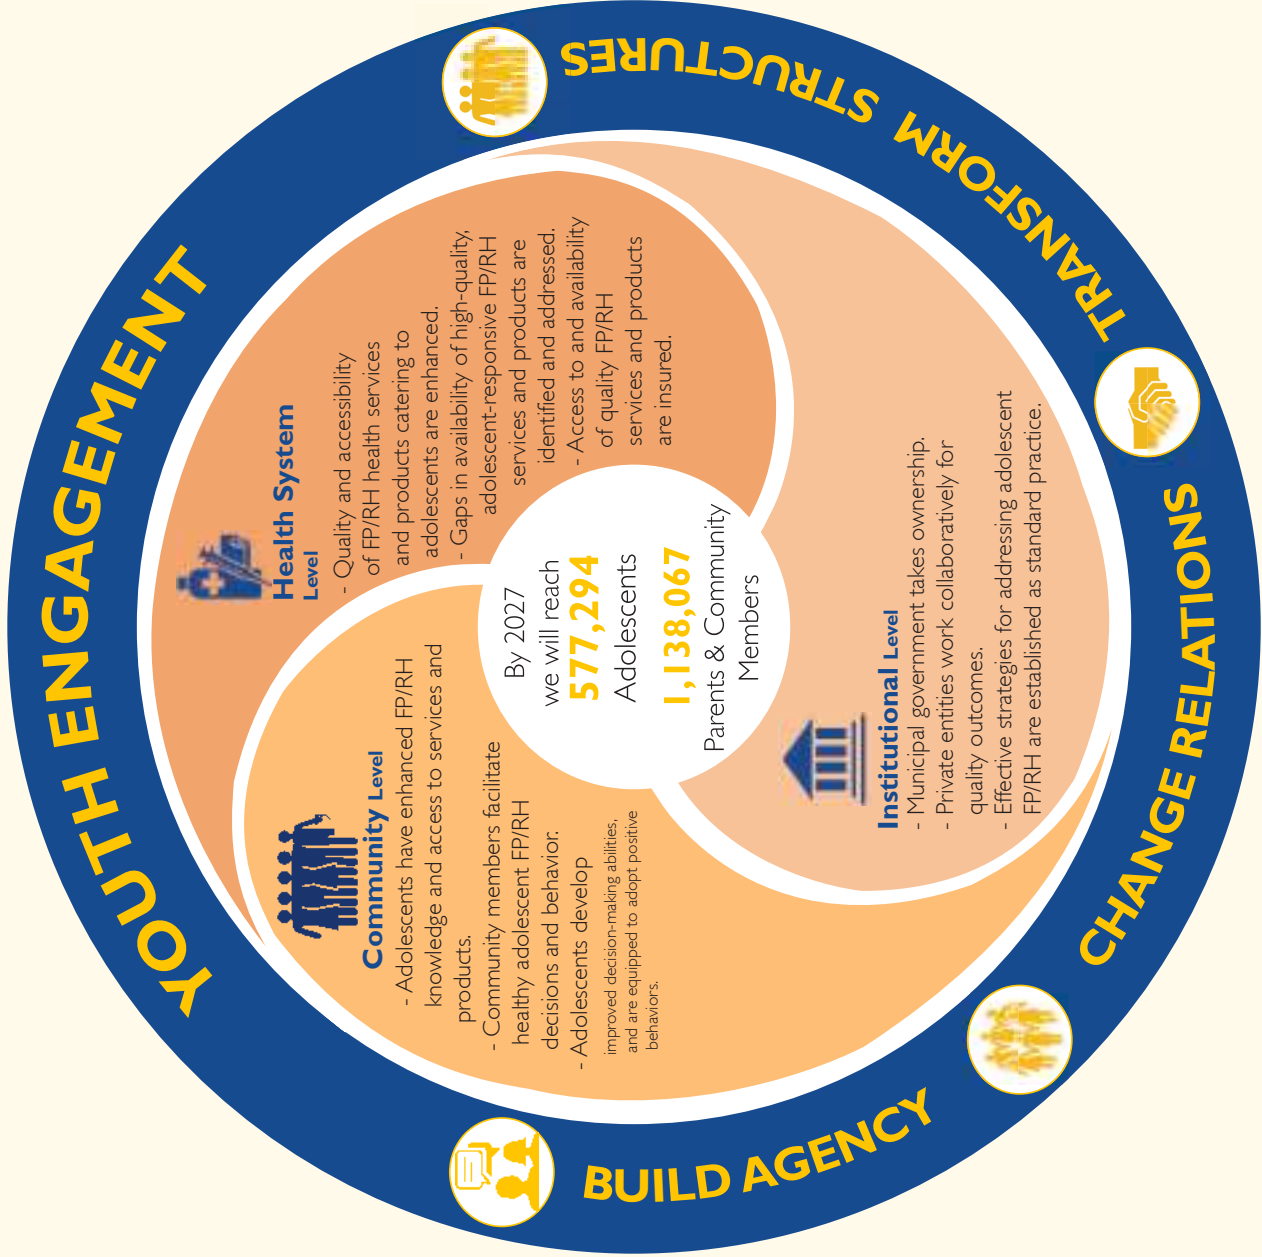 YOUTH ENGAGEMENT
Community Level
- Adolescents have enhanced FP/RH
knowledge and access to services and
products.
- Community members facilitate
healthy adolescent FP/RH
decisions and behavior.
- Adolescents develop
improved decision-making abilities,
and are equipped to adopt positive
behaviors.
Health System
Level
- Quality and accessibility
of FP/RH health services
and products catering to
adolescents are enhanced.
- Gaps in availability of high-quality,
adolescent-responsive FP/RH
services and products are
identified and addressed.
- Access to and availability
of quality FP/RH
services and products
are insured.
By 2027
we will reach
577,294
Adolescents
1,138,067
Parents & Community
Members
Institutional Level
- Municipal government takes ownership.
- Private entities work collaboratively for
quality outcomes.
- Effective strategies for addressing adolescent
FP/RH are established as standard practice.
BUILD AGENCY
CHANGE RELATIONS
TRANSFORM STRUCTURES